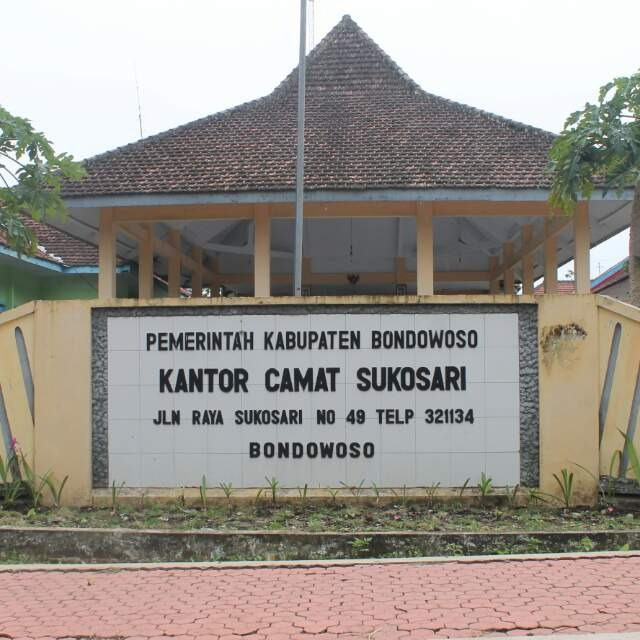 PEMERINTAH KABUPATEN BONDOWOSO
KANTOR CAMAT SUKOSARI
JLN RAYA SUKOSARI NO 49 TELP 321134
BONDOWOSO